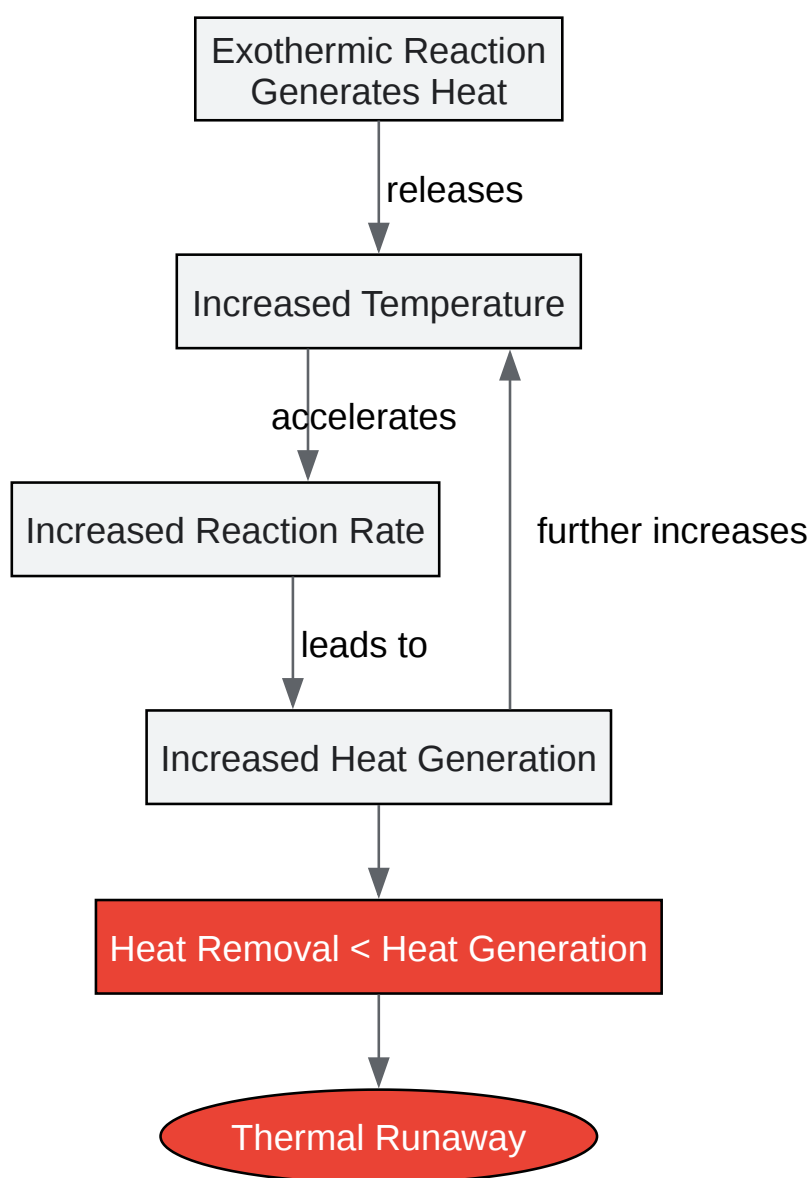 Exothermic Reaction
Generates Heat
releases
Increased Temperature
accelerates
Increased Reaction Rate
further increases
leads to
Increased Heat Generation
Heat Removal < Heat Generation
Thermal Runaway